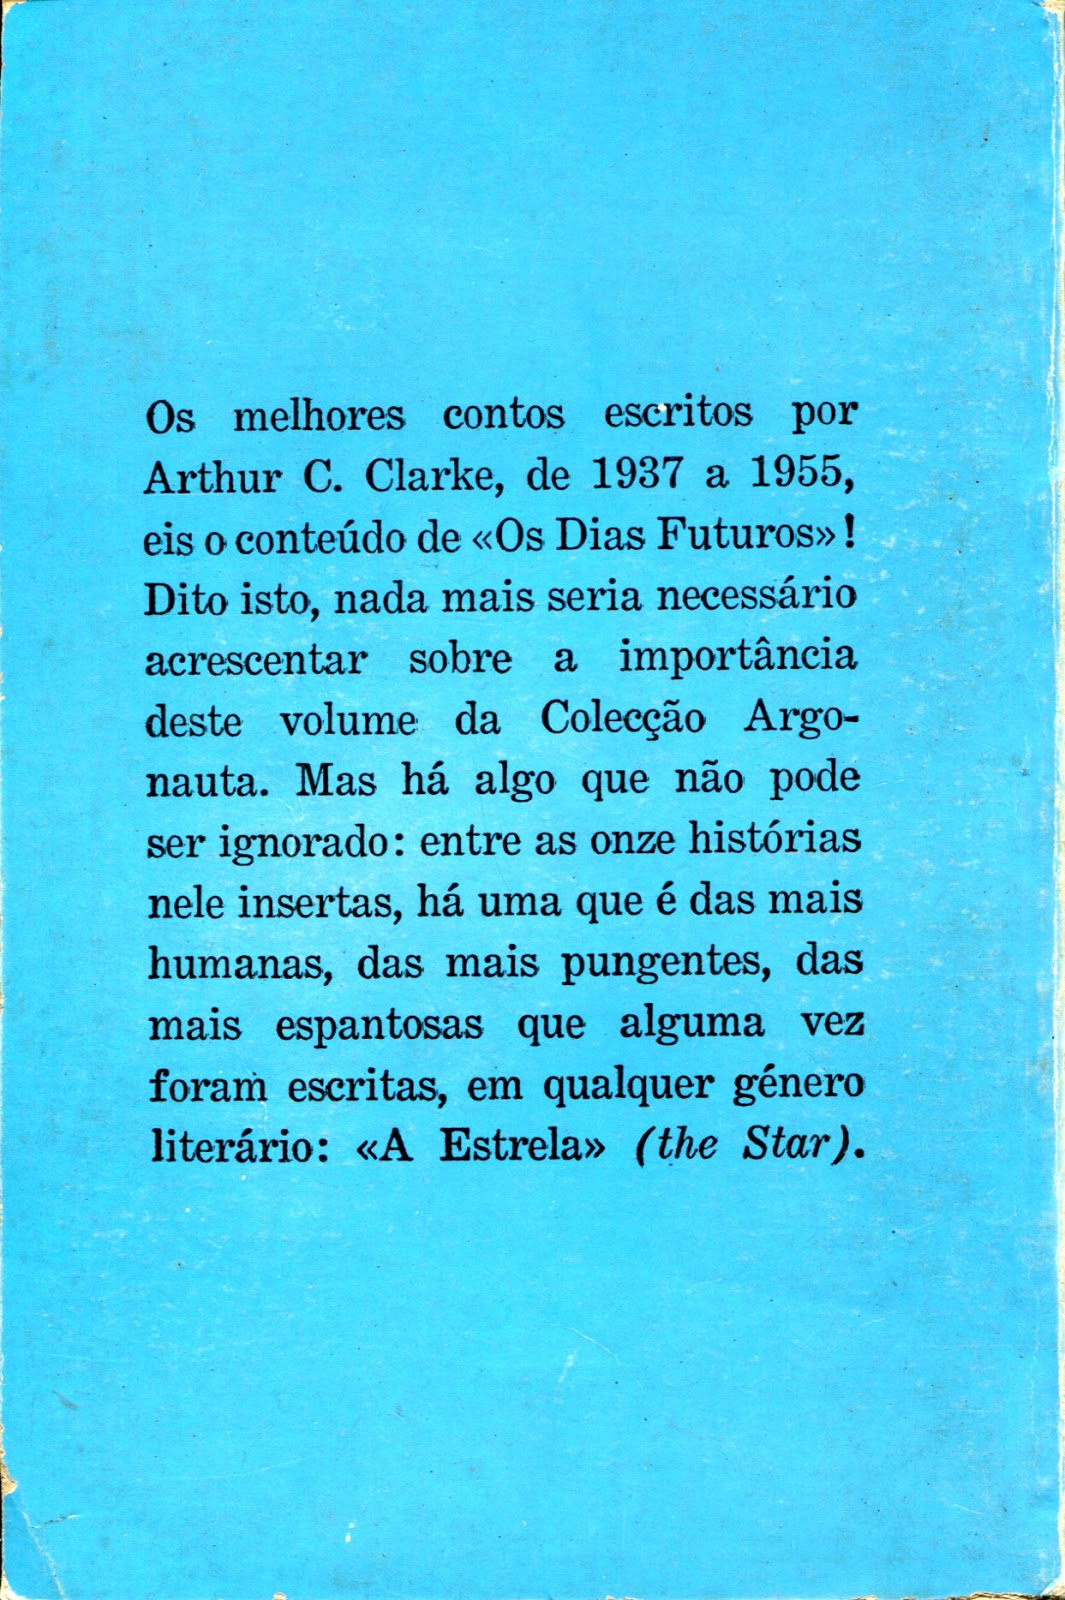 Os melhores contos escritos por
Arthur C. Clarke, de 1937 a 1955,
eis o conteúdo de «Os Dias Futuros»!
Dito isto, nada mais seria necessário
acrescentar sobre a importância
deste volume da Colecção Argo-
nauta. Mas há algo que não pode
ser ignorado: entre as onze histórias
nele insertas, há uma que é das mais
humanas, das mais pungentes, das
mais espantosas que alguma vez
foram escritas, em qualquer género
literário: «A Estrela» (the Star).